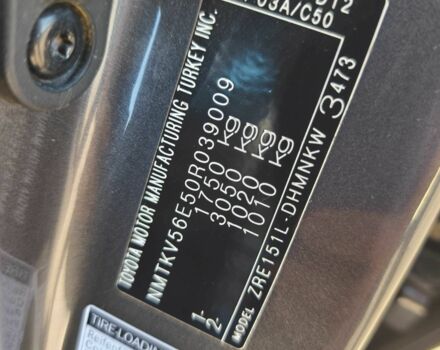 TOYOTA MOTOR MANUFACTURING TURKEY INC.
NMTKV56E50R039009
1750 kg
3050 kg
1- 1020 kg
2- 1010 kg
MODEL ZRE151L-DHMNKW 3473
03A/C50
TIRE LOADING
Reifen